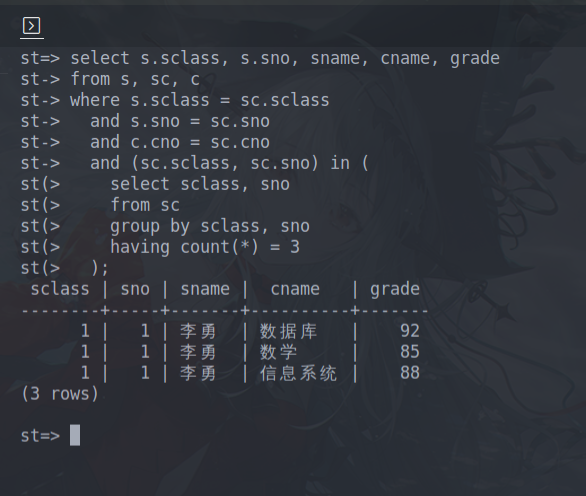 st=> select s.sclass, s.sno, sname, cname, grade
st-> from s, sc, c
st-> where s.sclass = sc.sclass
st->   and s.sno = sc.sno
st->   and c.cno = sc.cno
st->   and (sc.sclass, sc.sno) in (
st(>     select sclass, sno
st(>     from sc
st(>     group by sclass, sno
st(>     having count(*) = 3
st(>   );
 sclass | sno | sname |  cname   | grade
--------+-----+-------+----------+-------
      1 |   1 | 李勇  | 数据库   |    92
      1 |   1 | 李勇  | 数学     |    85
      1 |   1 | 李勇  | 信息系统 |    88
(3 rows)
st=>